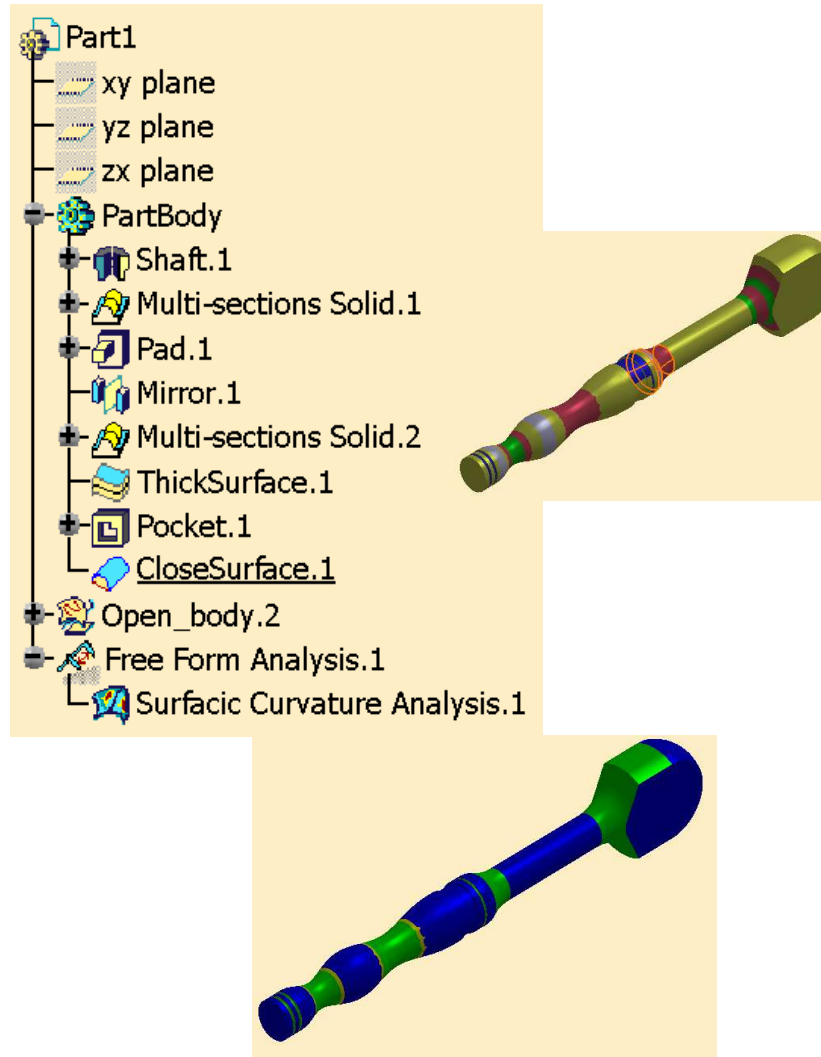 Part1
xy plane
yz plane
zx plane
PartBody
Shaft.1
Multi-sections Solid.1
Pad.1
Mirror.1
Multi-sections Solid.2
ThickSurface.1
Pocket.1
CloseSurface.1
Open_body.2
Free Form Analysis.1
Surfacic Curvature Analysis.1